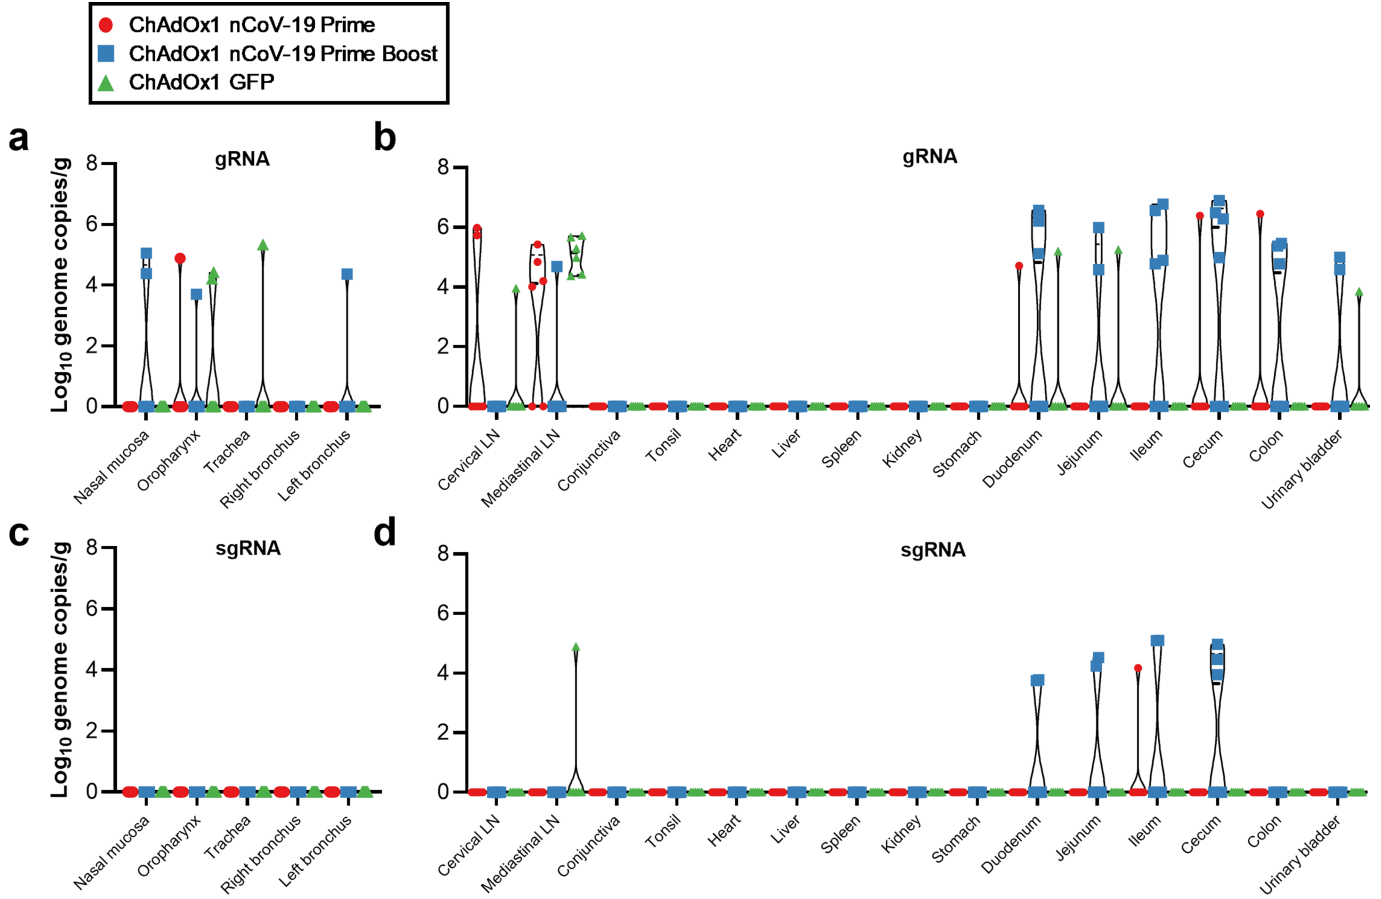 ChAdOx1 nCoV-19 Prime
ChAdOx1 nCoV-19 Prime Boost
ChAdOx1 GFP
a
gRNA
Log10 genome copies/g
8
6
4
2
0
Nasal mucosa
Oropharynx
Trachea
Right bronchus
Left bronchus
b
gRNA
8
6
4
2
0
Cervical LN
Mediastinal LN
Conjunctiva
Tonsil
Heart
Liver
Spleen
Kidney
Stomach
Duodenum
Jejunum
Ileum
Cecum
Colon
Urinary bladder
c
sgRNA
Log10 genome copies/g
8
6
4
2
0
Nasal mucosa
Oropharynx
Trachea
Right bronchus
Left bronchus
d
sgRNA
8
6
4
2
0
Cervical LN
Mediastinal LN
Conjunctiva
Tonsil
Heart
Liver
Spleen
Kidney
Stomach
Duodenum
Jejunum
Ileum
Cecum
Colon
Urinary bladder